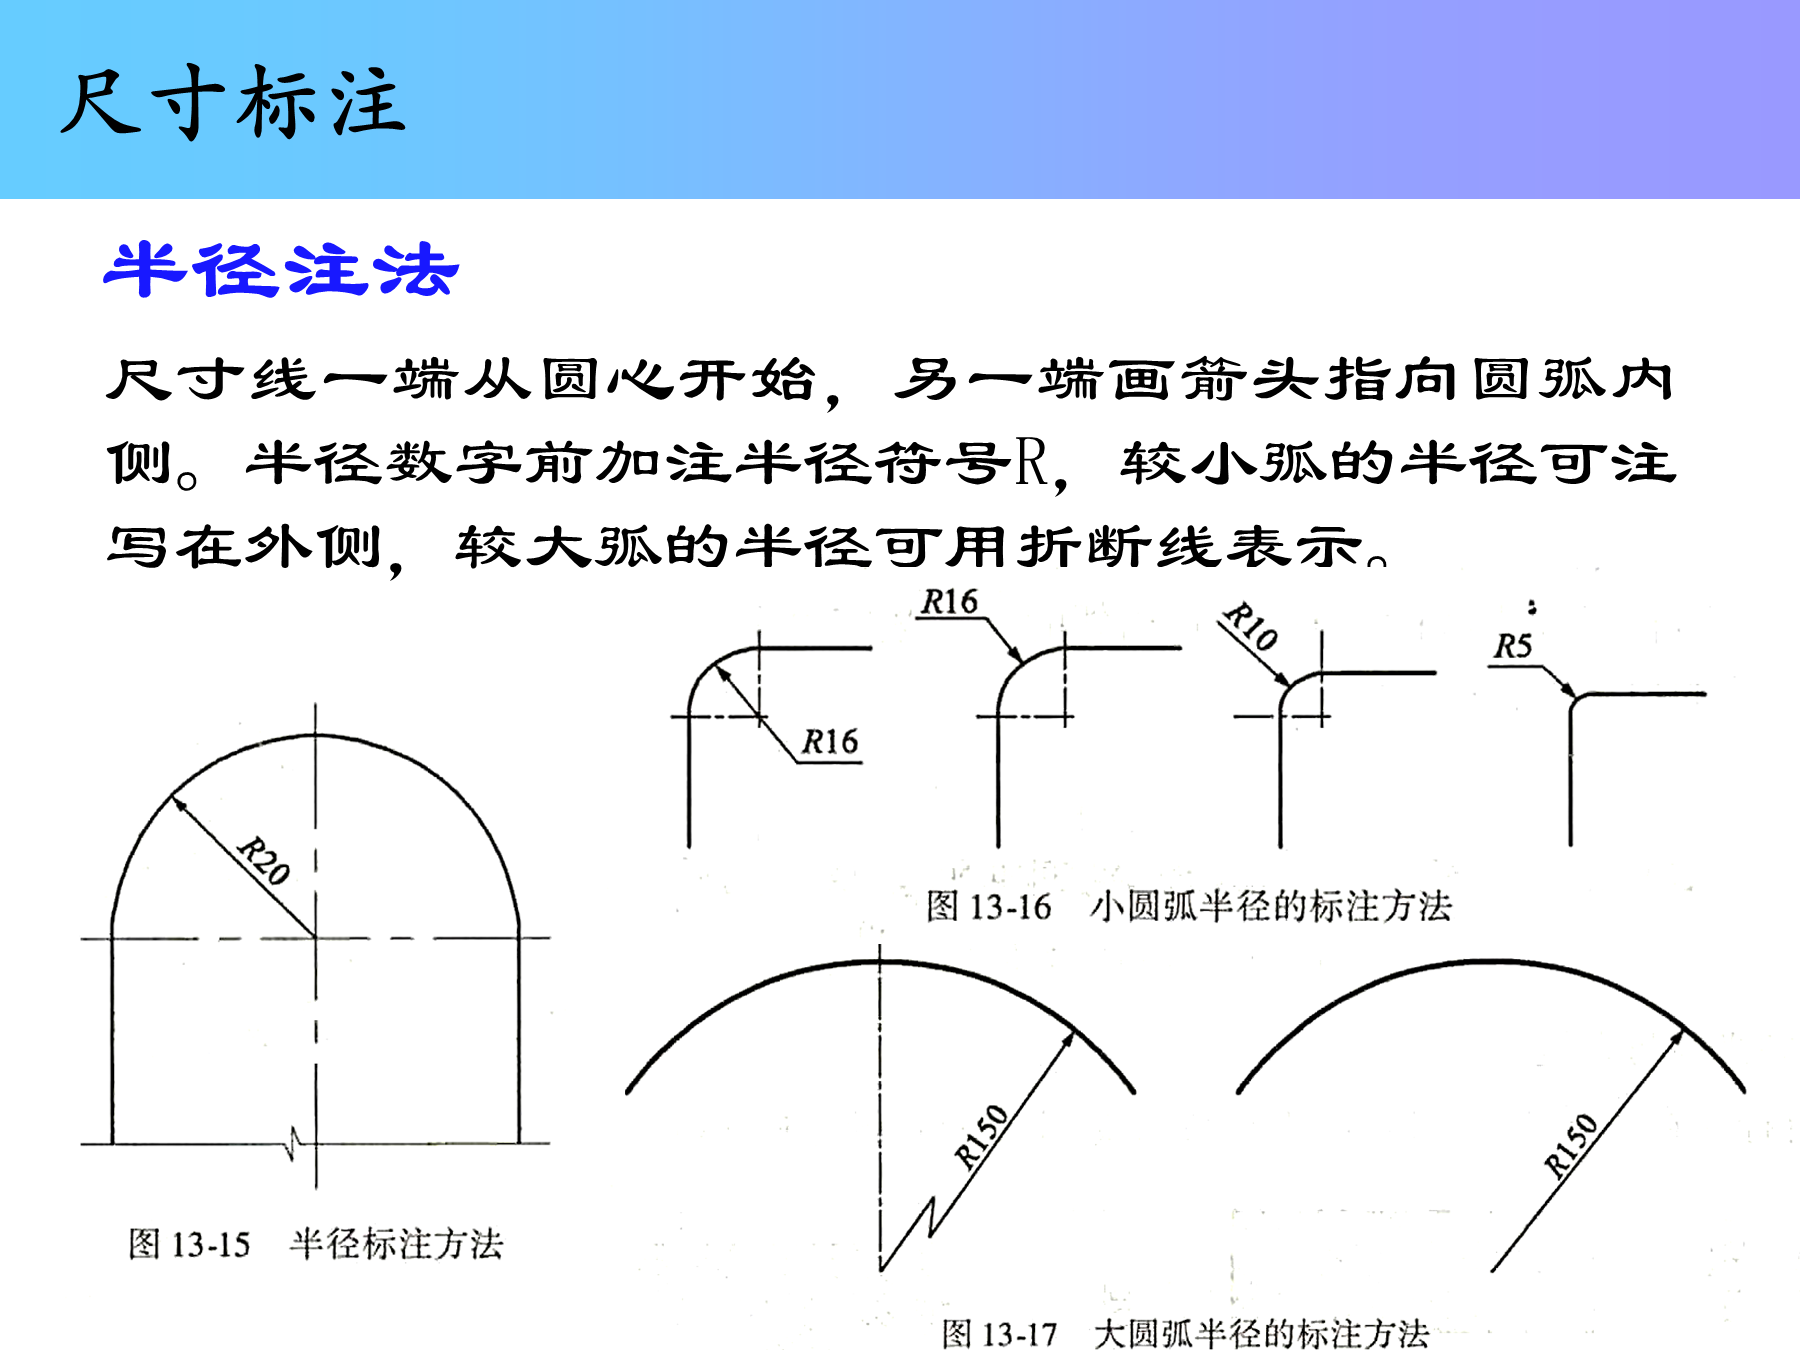 尺寸标注
半径注法
尺寸线一端从圆心开始，另一端画箭头指向圆弧内
侧。半径数字前加注半径符号R，较小弧的半径可注
写在外侧，较大弧的半径可用折断线表示。
R16
R16
R10
R5
图 13-16 小圆弧半径的标注方法
R20
图 13-15 半径标注方法
R150
R150
图 13-17 大圆弧半径的标注方法